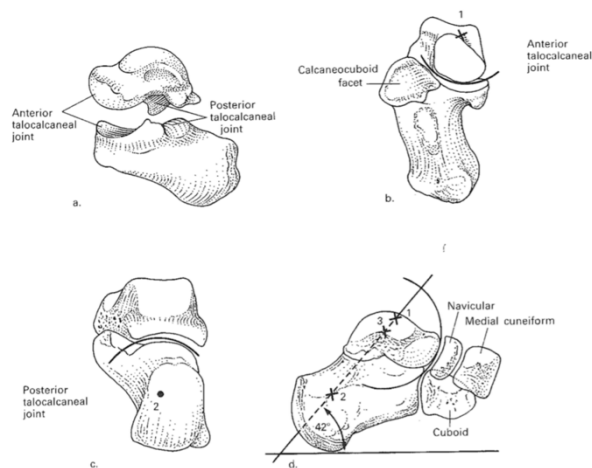 1
Anterior
talocalcaneal
joint
Calcaneocuboid
facet
Anterior
talocalcaneal
joint
Posterior
talocalcaneal
joint
a.
b.
Posterior
talocalcaneal
joint
2
c.
3
1
Navicular
Medial cuneiform
2
42°
Cuboid
d.